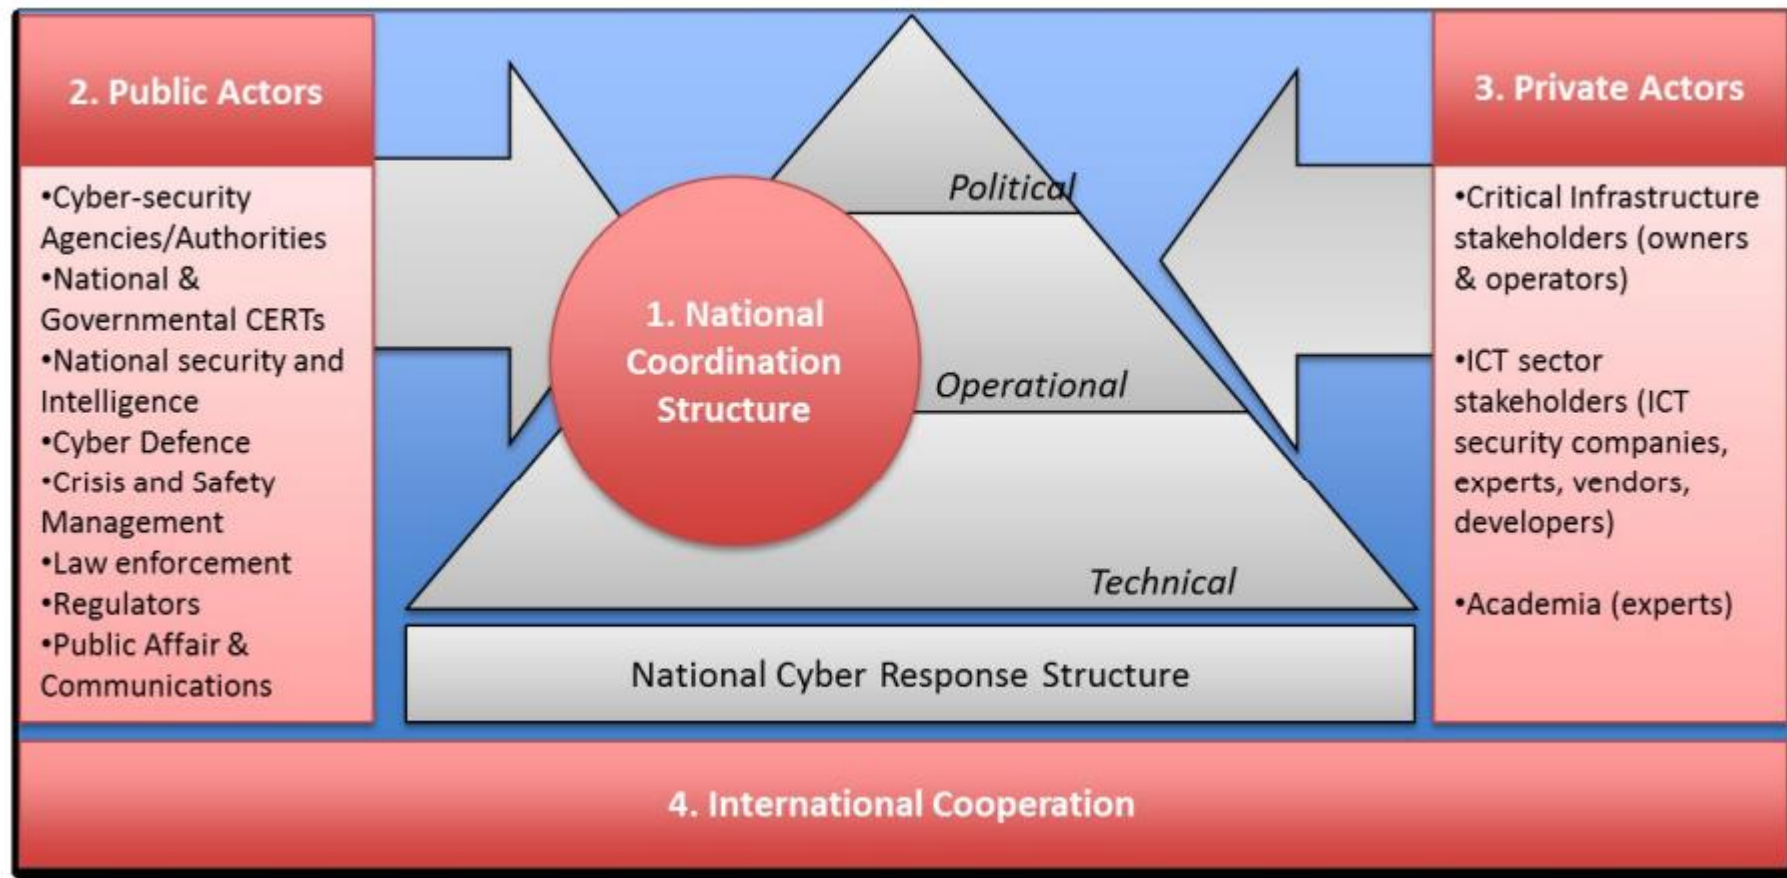 2. Public Actors
•Cyber-security
Agencies/Authorities
•National &
Governmental CERTs
•National security and
Intelligence
•Cyber Defence
•Crisis and Safety
Management
•Law enforcement
•Regulators
•Public Affair &
Communications
1. National
Coordination
Structure
Political
Operational
Technical
National Cyber Response Structure
3. Private Actors
•Critical Infrastructure
stakeholders (owners
& operators)
•ICT sector
stakeholders (ICT
security companies,
experts, vendors,
developers)
•Academia (experts)
4. International Cooperation